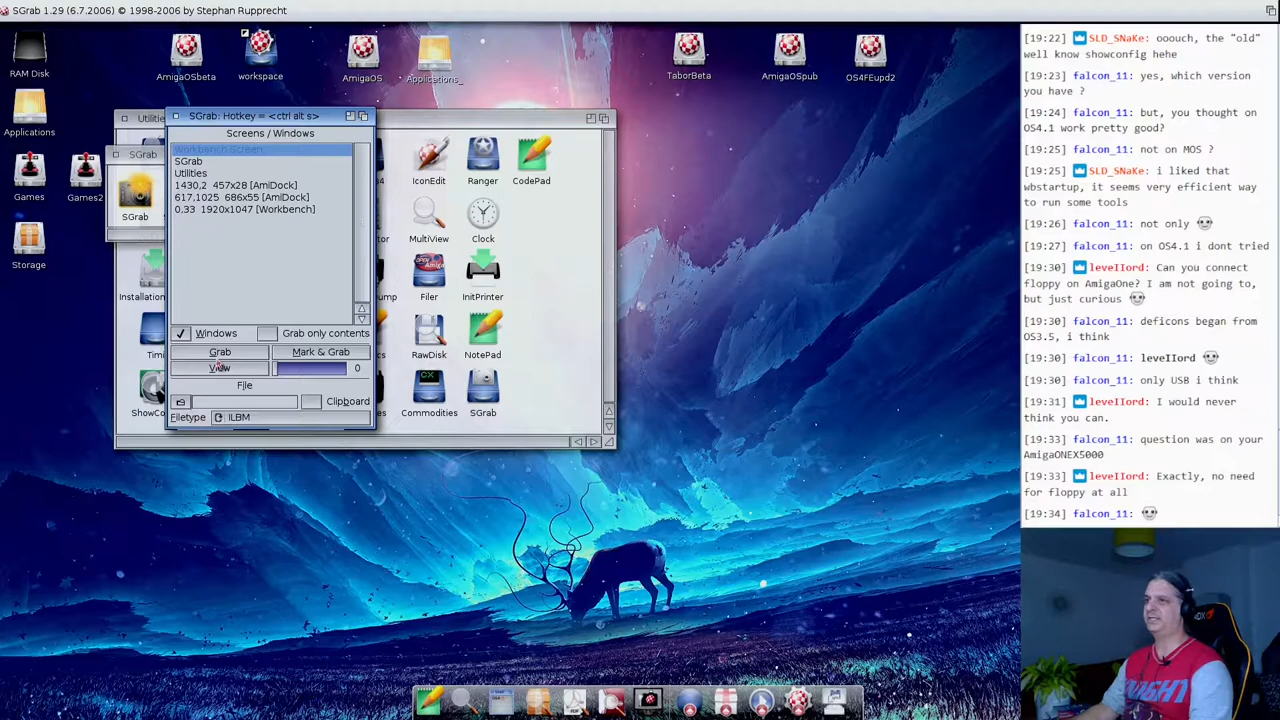 SGrab 1.29 (6.7.2006) © 1998-2006 by Stephan Rupprecht
RAM Disk
AmigaOSbeta
workspace
AmigaOS
Applications_
TaborBeta
AmigaOSpub
OS4FEupd2
Applications
Games
Games2
Storage
SGrab
SGrab
SGrab: Hotkey = <ctrl alt s>
Screens / Windows
Workbench Screen
SGrab
Utilities
1430,2 457x28 [AmiDock]
617,1025 686x55 [AmiDock]
0,33 1920x1047 [Workbench]
Windows
Grab only contents
Grab
Mark & Grab
View
0
File
Clipboard
Filetype
ILBM
IconEdit
Ranger
CodePad
MultiView
Clock
Filer
InitPrinter
RawDisk
NotePad
Commodities
SGrab
[19:22] SLD_SNaKe: ooouch, the "old"
well know showconfig hehe
[19:23] falcon_11: yes, which version
you have ?
[19:24] falcon_11: but, you thought on
OS4.1 work pretty good?
[19:25] falcon_11: not on MOS ?
[19:25] SLD_SNaKe: i liked that
wbstartup, it seems very efficient way
to run some tools
[19:26] falcon_11: not only
[19:27] falcon_11: on OS4.1 i dont tried
[19:30] leveIIord: Can you connect
floppy on AmigaOne? I am not going to,
but just curious
[19:30] falcon_11: deficons began from
OS3.5, i think
[19:30] falcon_11: leveIIord
[19:30] falcon_11: only USB i think
[19:31] leveIIord: I would never
think you can.
[19:33] falcon_11: question was on your
AmigaONEX5000
[19:33] leveIIord: Exactly, no need
for floppy at all
[19:34] falcon_11: